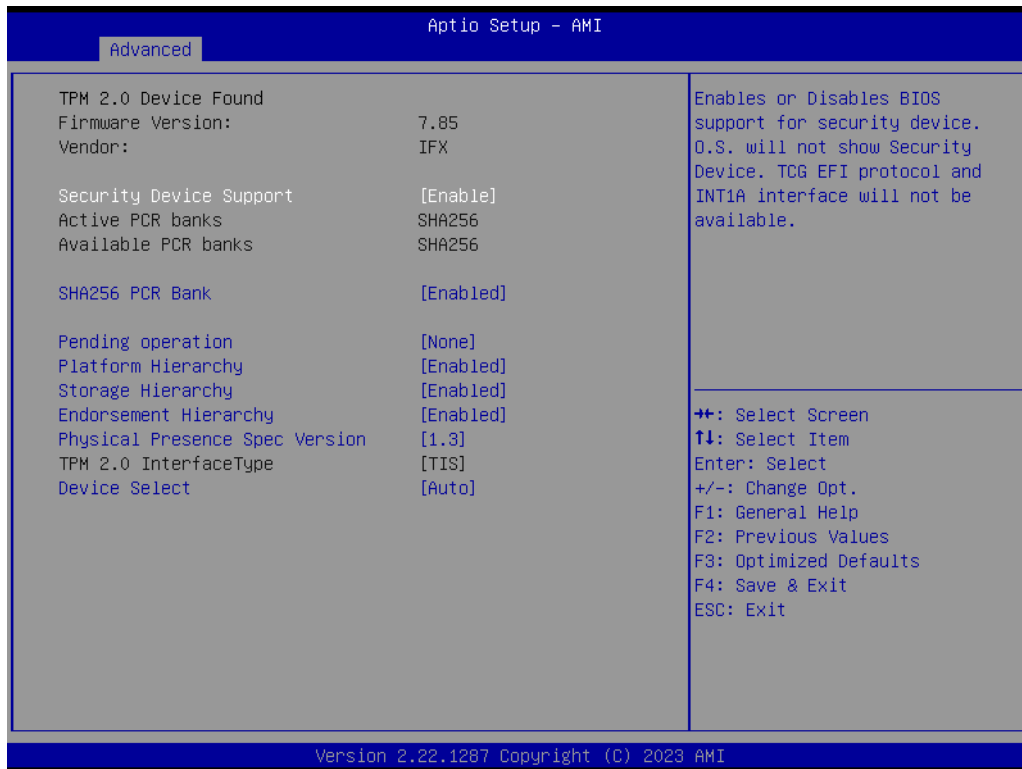 Aptio Setup – AMI
Advanced
TPM 2.0 Device Found
Firmware Version: 7.85
Vendor: IFX
Security Device Support [Enable]
Active PCR banks SHA256
Available PCR banks SHA256
SHA256 PCR Bank [Enabled]
Pending operation [None]
Platform Hierarchy [Enabled]
Storage Hierarchy [Enabled]
Endorsement Hierarchy [Enabled]
Physical Presence Spec Version [1.3]
TPM 2.0 InterfaceType [TIS]
Device Select [Auto]
Enables or Disables BIOS
support for security device.
O.S. will not show Security
Device. TCG EFI protocol and
INT1A interface will not be
available.
→←: Select Screen
↑↓: Select Item
Enter: Select
+/-: Change Opt.
F1: General Help
F2: Previous Values
F3: Optimized Defaults
F4: Save & Exit
ESC: Exit
Version 2.22.1287 Copyright (C) 2023 AMI